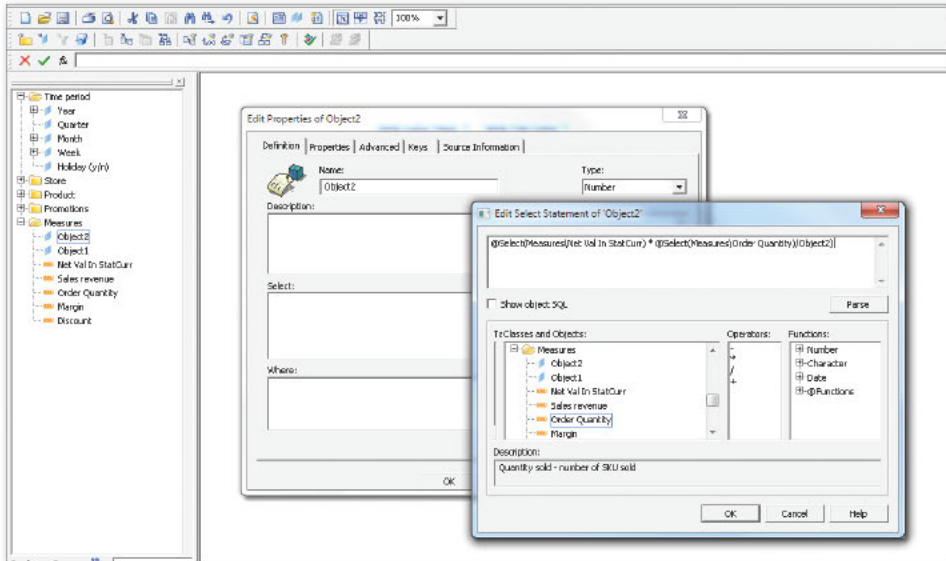 100%
Time period
Year
Quarter
Month
Week
Holiday (y/n)
Store
Product
Promotions
Measures
Object2
Object1
Net Val In StatCurr
Sales revenue
Order Quantity
Margin
Discount
Edit Properties of Object2
Definition Properties Advanced Keys Source Information
Name: Type:
Object2 Number
Description:
Select:
Where:
OK
Edit Select Statement of 'Object2'
@Select(Measures\Net Val In StatCurr) * @Select(Measures\Order Quantity)/Object2)
Show object SQL Parse
Classes and Objects: Operators: Functions:
Measures
Object2
Object1
Net Val In StatCurr
Sales revenue
Order Quantity
Margin
-
*
/
+
Number
Character
Date
@Functions
Description:
Quantity sold - number of SKU sold
OK Cancel Help